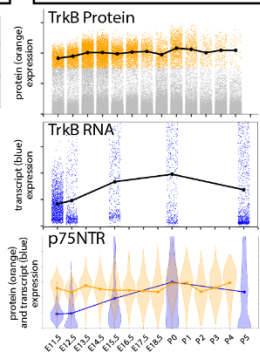 TrkB Protein
protein (orange)
expression
TrkB RNA
transcript (blue)
expression
p75NTR
protein (orange)
and transcript (blue)
expression
E11.5 E12.5 E13.5 E14.5 E15.5 E16.5 E17.5 E18.5 P0 P1 P2 P3 P4 P5